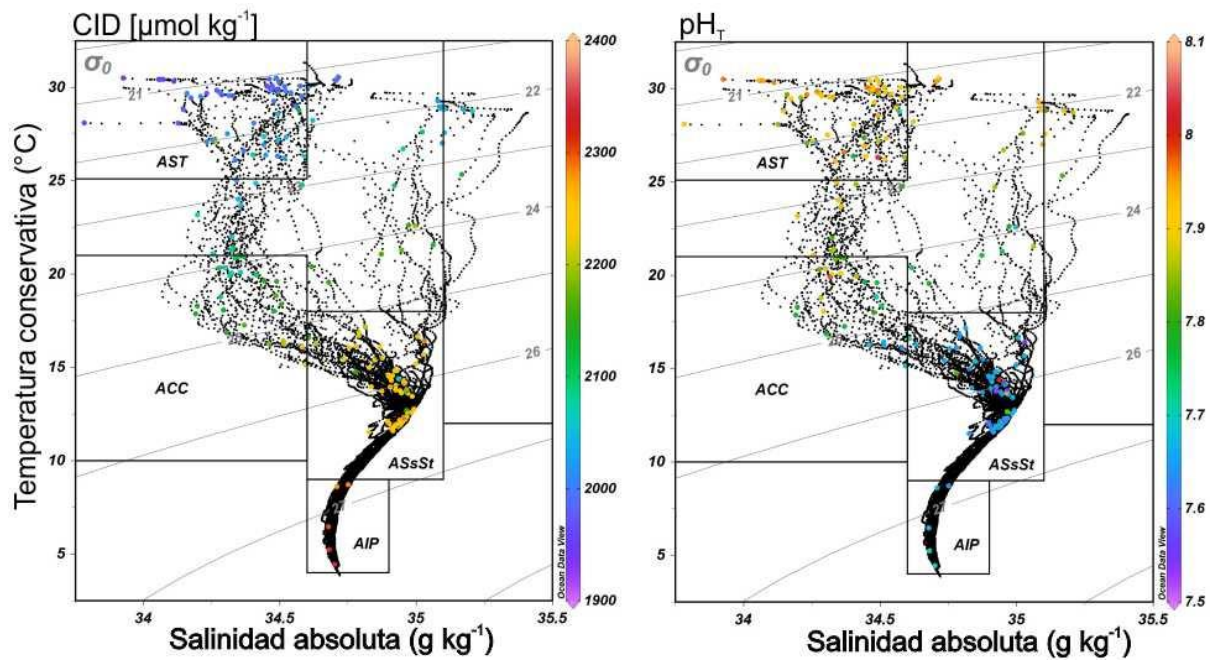 CID [µmol kg⁻¹]
pH_T
σ₀
21
22
24
26
27
AST
ACC
ASsSt
AIP
30
25
20
15
10
5
34
34.5
35
35.5
2400
2300
2200
2100
2000
1900
Ocean Data View
σ₀
21
22
24
26
27
AST
ACC
ASsSt
AIP
30
25
20
15
10
5
34
34.5
35
35.5
8.1
8
7.9
7.8
7.7
7.6
7.5
Ocean Data View
Temperatura conservativa (°C)
Salinidad absoluta (g kg⁻¹)
Salinidad absoluta (g kg⁻¹)